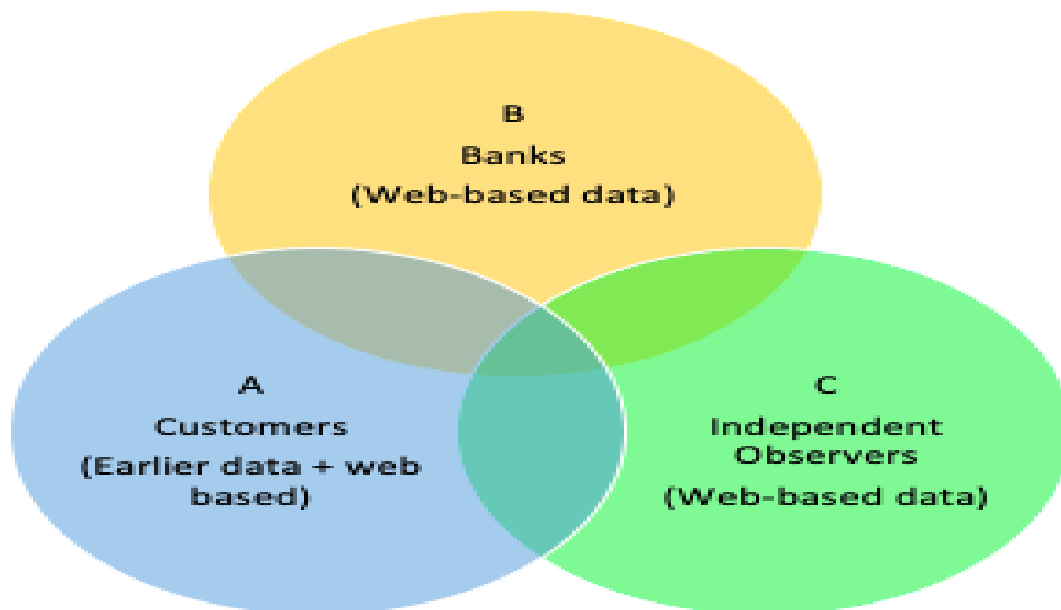 B
Banks
(Web-based data)
A
Customers
(Earlier data + web
based)
C
Independent
Observers
(Web-based data)